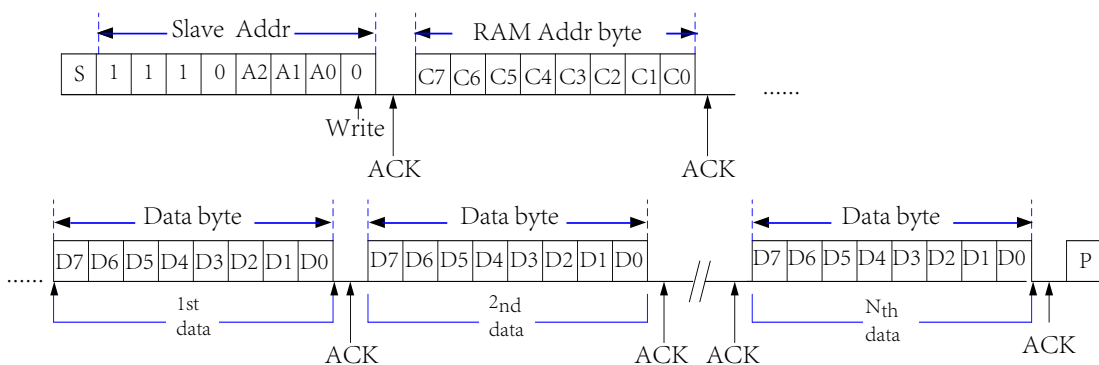 Slave Addr RAM Addr byte
S 1 1 1 0 A2 A1 A0 0 C7 C6 C5 C4 C3 C2 C1 C0 ......
Write
ACK ACK
Data byte Data byte Data byte
...... D7 D6 D5 D4 D3 D2 D1 D0 D7 D6 D5 D4 D3 D2 D1 D0 D7 D6 D5 D4 D3 D2 D1 D0 P
1st 2nd Nth
data data data
ACK ACK ACK ACK